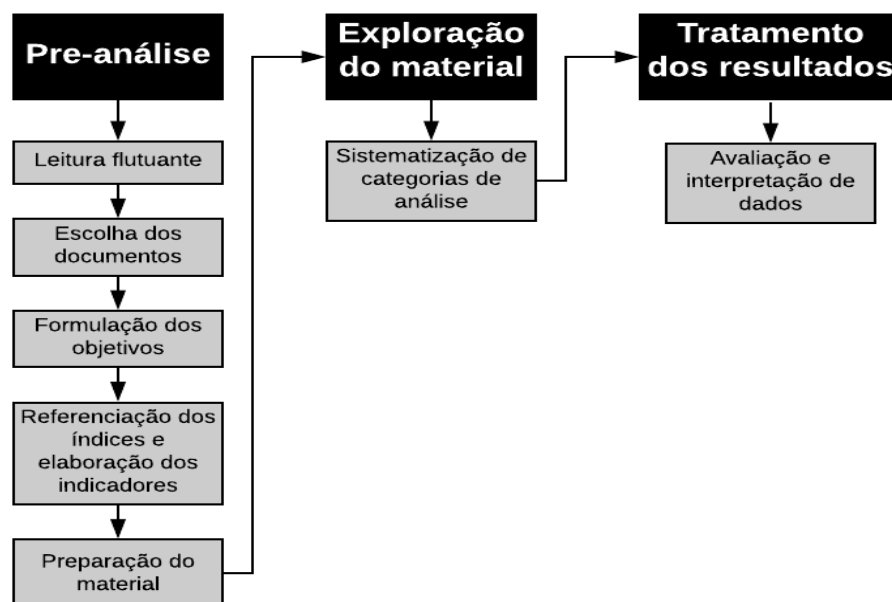 Pre-análise
Leitura flutuante
Escolha dos
documentos
Formulação dos
objetivos
Referenciação dos
índices e
elaboração dos
indicadores
Preparação do
material
Exploração
do material
Sistematização de
categorias de
análise
Tratamento
dos resultados
Avaliação e
interpretação de
dados